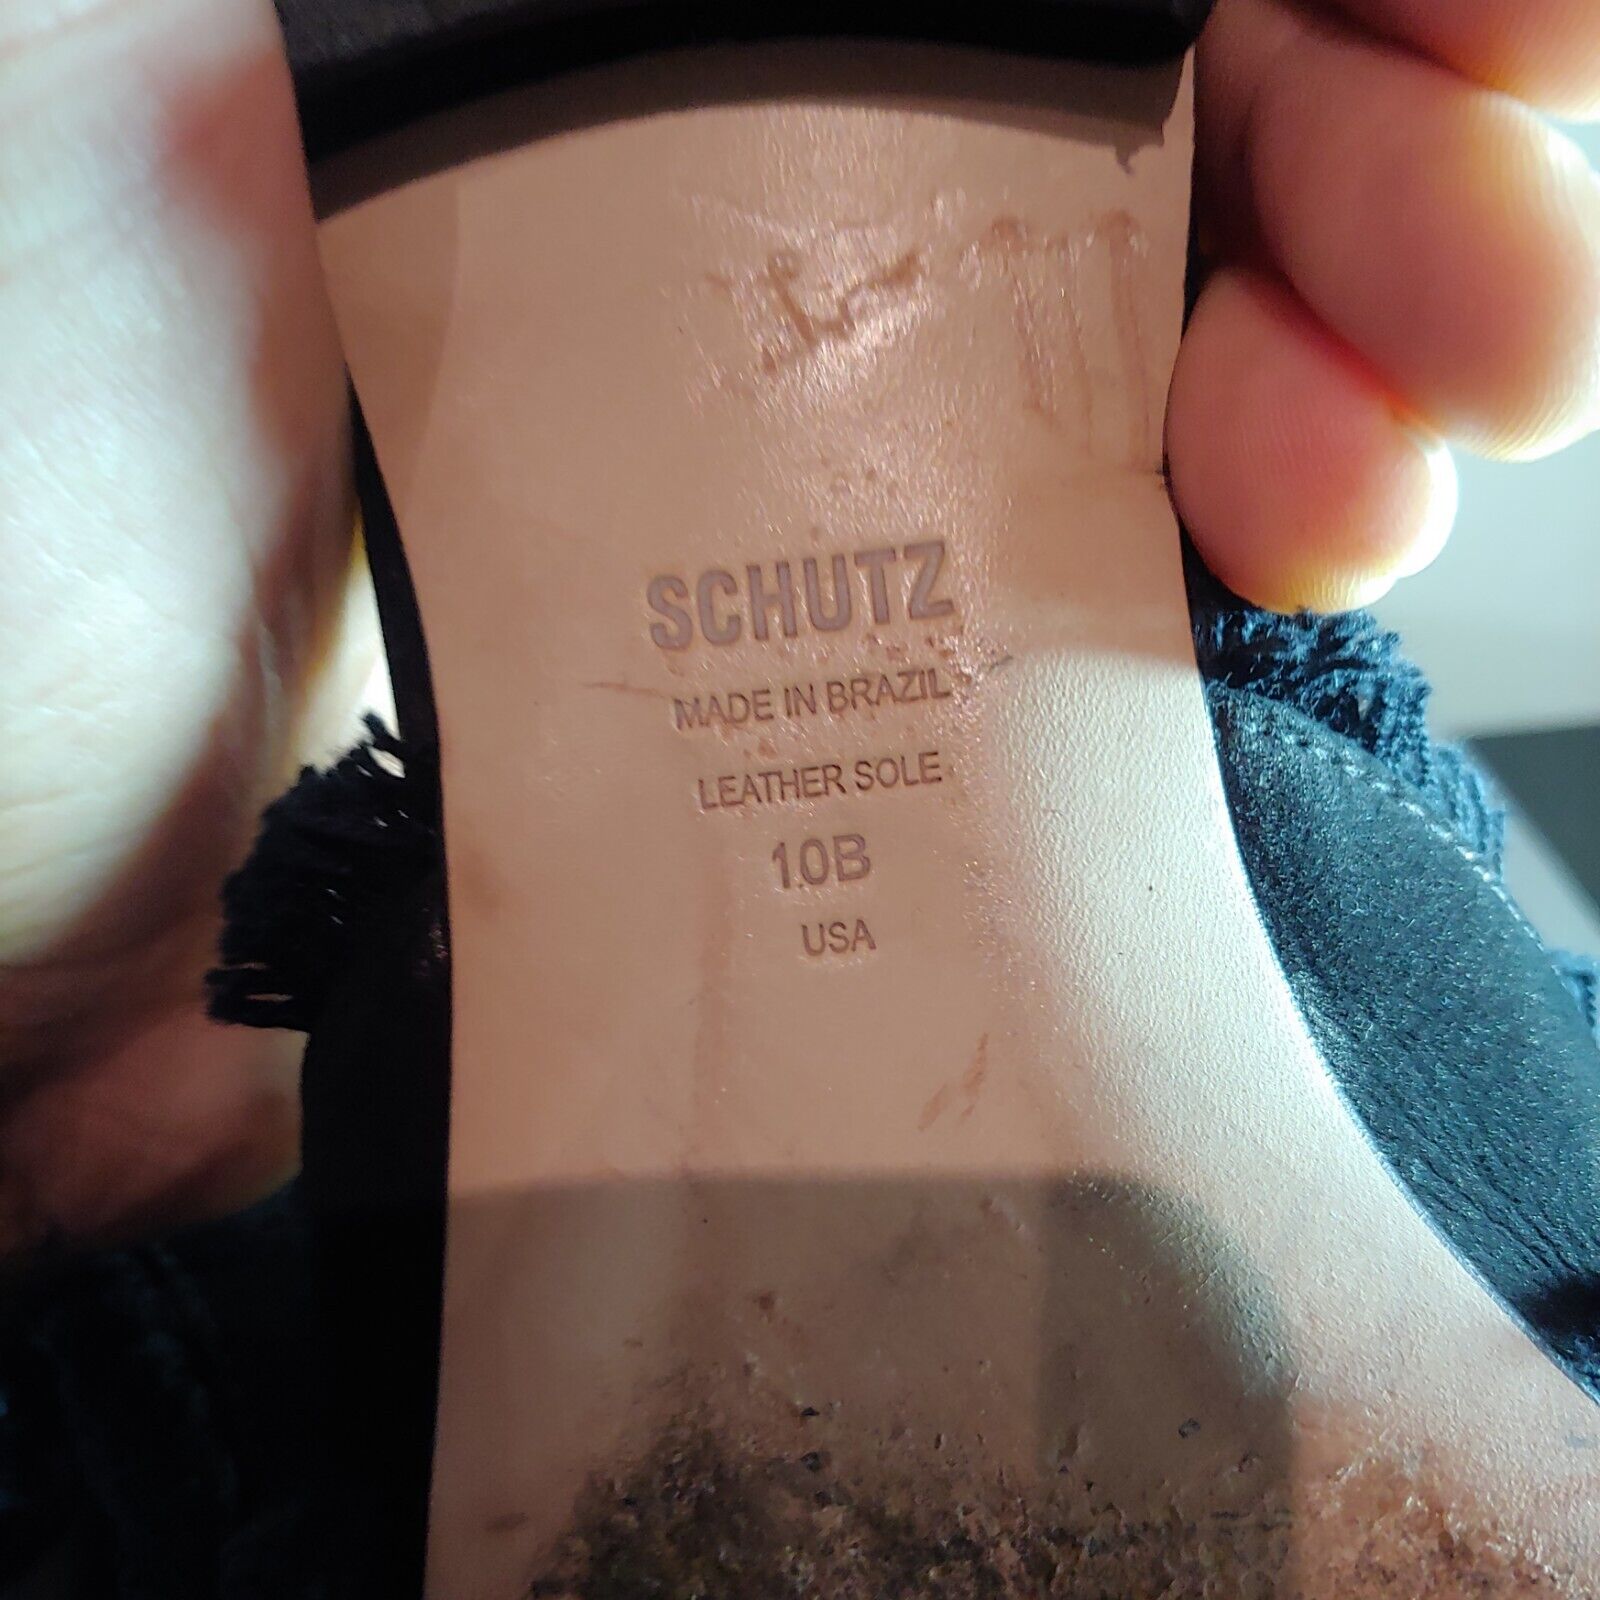 SCHUTZ
MADE IN BRAZIL
LEATHER SOLE
10B
USA